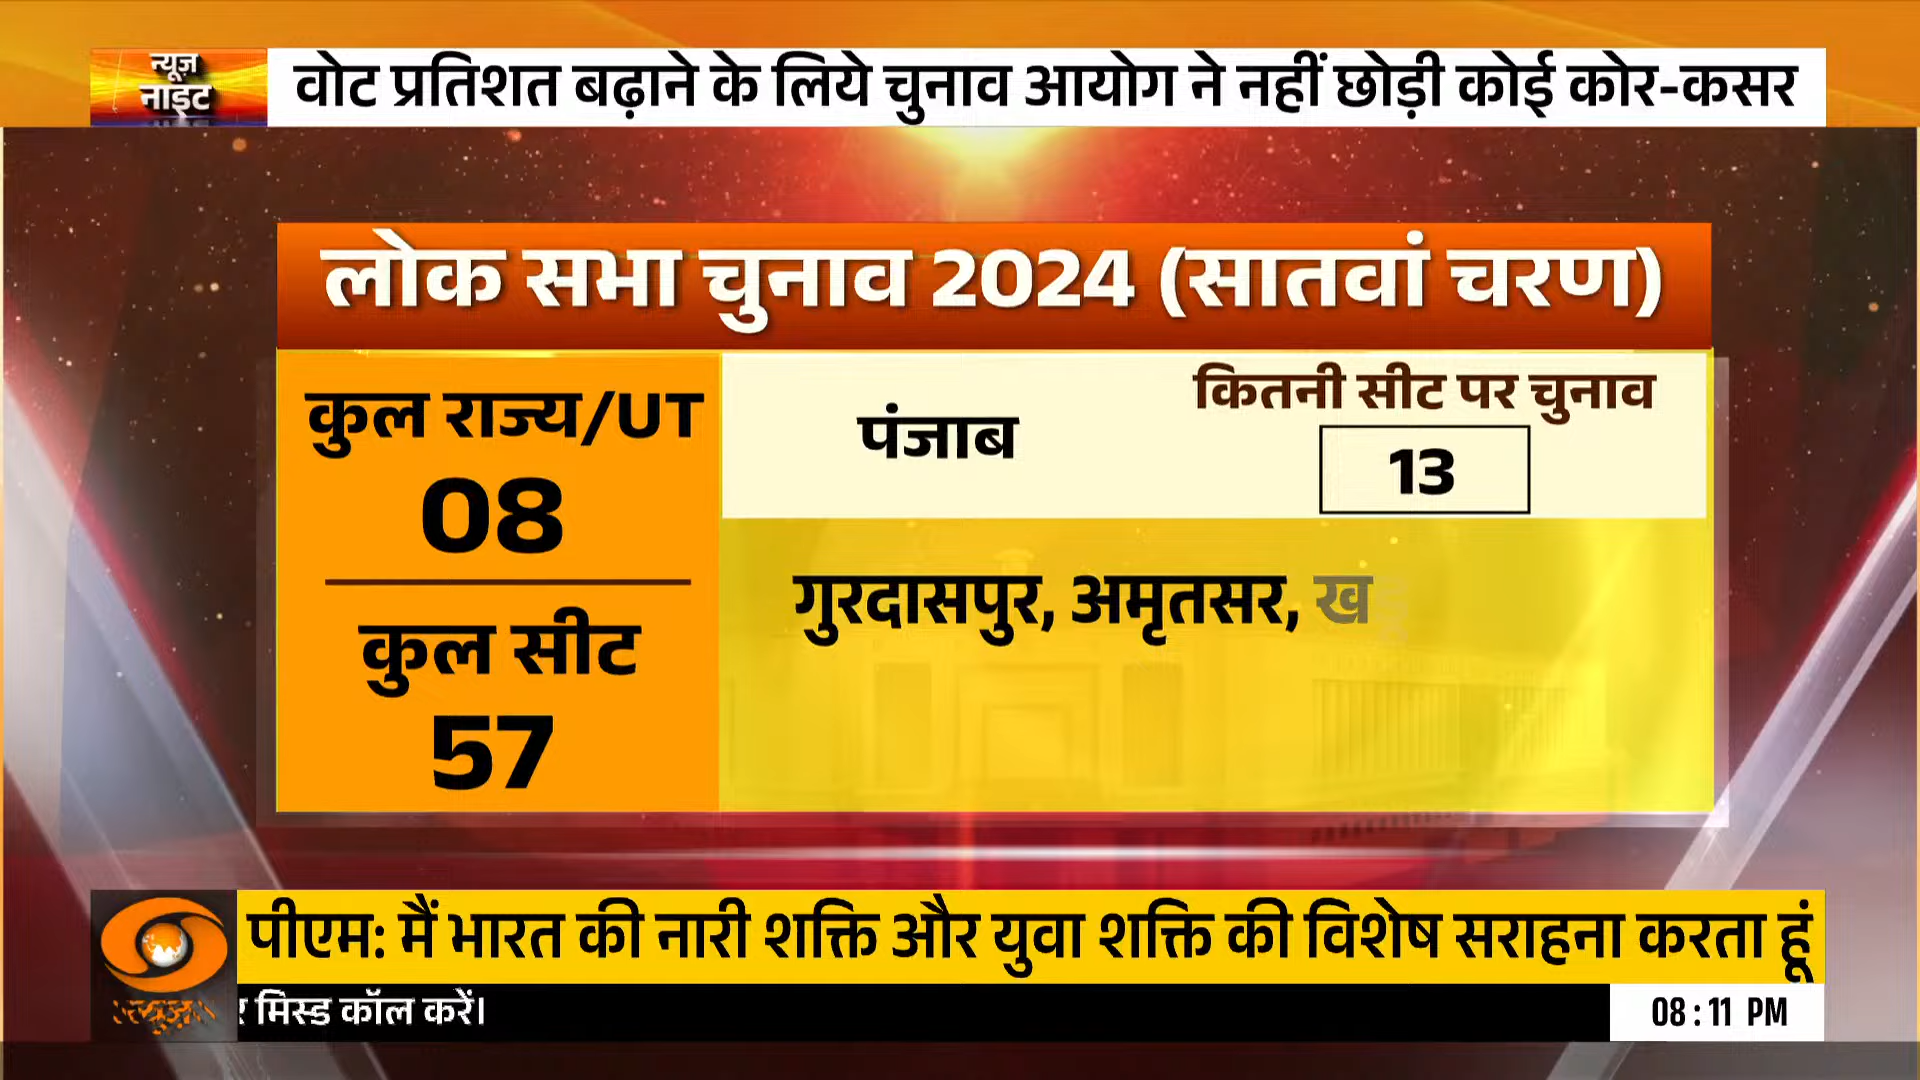 न्यूज़
नाइट
वोट प्रतिशत बढ़ाने के लिये चुनाव आयोग ने नहीं छोड़ी कोई कोर-कसर
लोक सभा चुनाव 2024 (सातवां चरण)
कुल राज्य/UT
08
कुल सीट
57
पंजाब
कितनी सीट पर चुनाव
13
गुरदासपुर, अमृतसर, ख
पीएम: मैं भारत की नारी शक्ति और युवा शक्ति की विशेष सराहना करता हूं
न्यूज़
मिस्ड कॉल करें।
08:11 PM